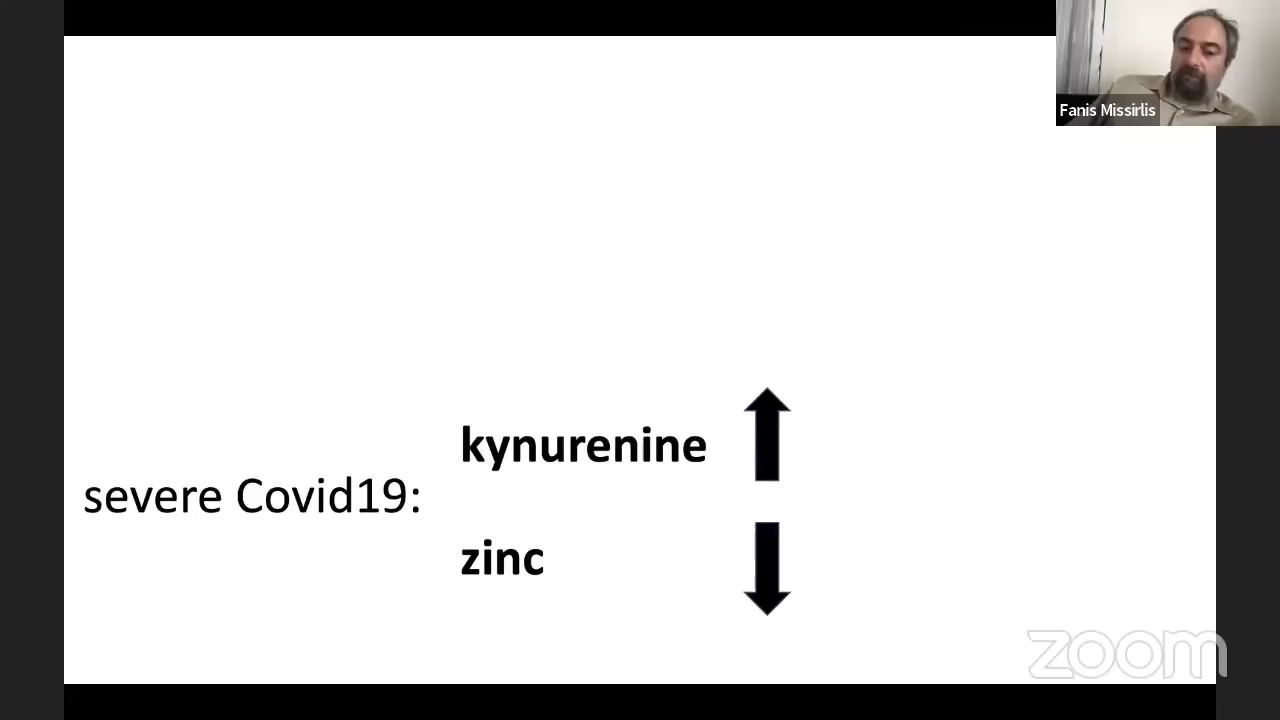 Fanis Missirlis
kynurenine
severe Covid19:
zinc
zoom